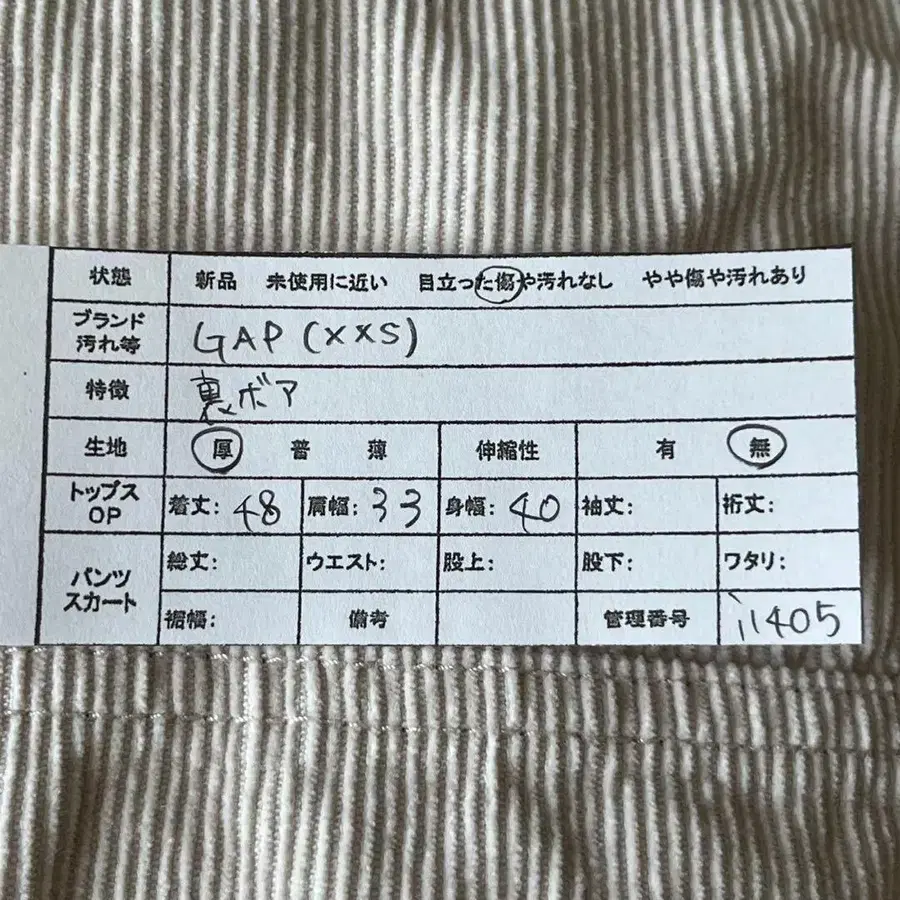 状態 新品 未使用に近い 目立った傷や汚れなし やや傷や汚れあり
ブランド
汚れ等 GAP (XXS)
特徴 裏ボア
生地 厚 普 薄 伸縮性 有 無
トップス
OP 着丈: 48 肩幅: 33 身幅: 40 袖丈: 裄丈:
パンツ
スカート 総丈: ウエスト: 股上: 股下: ワタリ:
裾幅: 備考 管理番号 い1405